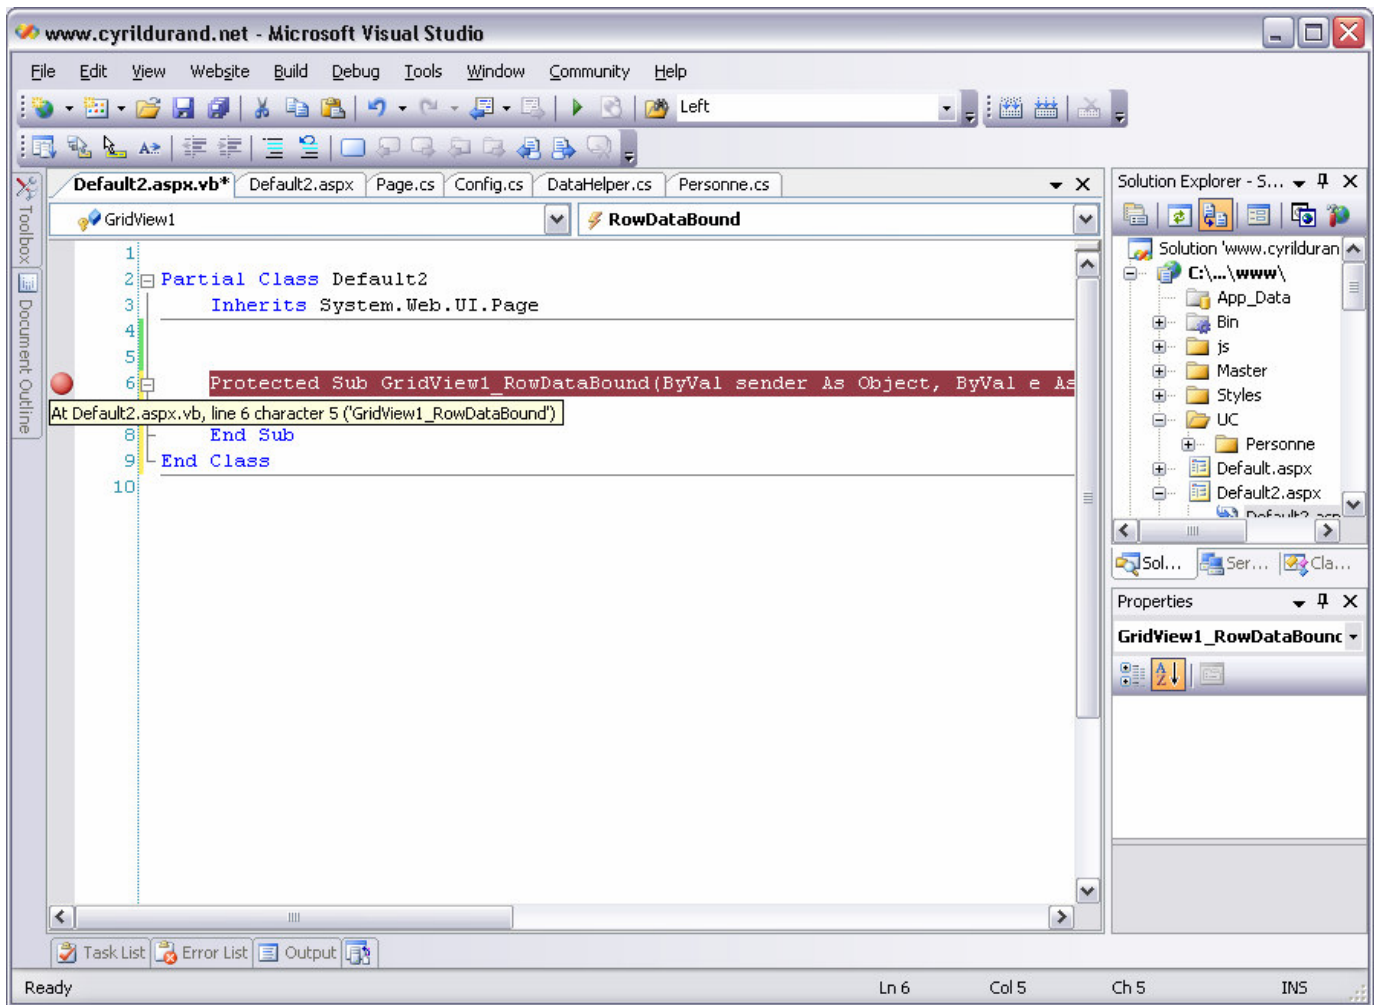 www.cyrildurand.net - Microsoft Visual Studio
File Edit View Website Build Debug Tools Window Community Help
Left
Default2.aspx.vb* Default2.aspx Page.cs Config.cs DataHelper.cs Personne.cs
GridView1 RowDataBound
Toolbox
Document Outline
1
2 Partial Class Default2
3 Inherits System.Web.UI.Page
4
5
6 Protected Sub GridView1_RowDataBound(ByVal sender As Object, ByVal e As
At Default2.aspx.vb, line 6 character 5 ('GridView1_RowDataBound')
8 End Sub
9 End Class
10
Solution Explorer - S...
Solution 'www.cyrilduran
C:\...\www\
App_Data
Bin
js
Master
Styles
UC
Personne
Default.aspx
Default2.aspx
Default2.asp
Sol... Ser... Cla...
Properties
GridView1_RowDataBounc
Task List Error List Output
Ready Ln 6 Col 5 Ch 5 INS